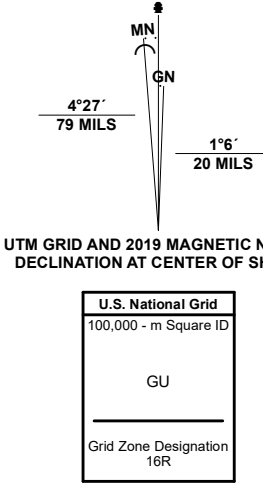 MN
GN
4°27´
79 MILS
1°6´
20 MILS
UTM GRID AND 2019 MAGNETIC N
DECLINATION AT CENTER OF SH
U.S. National Grid
100,000 - m Square ID
GU
Grid Zone Designation
16R